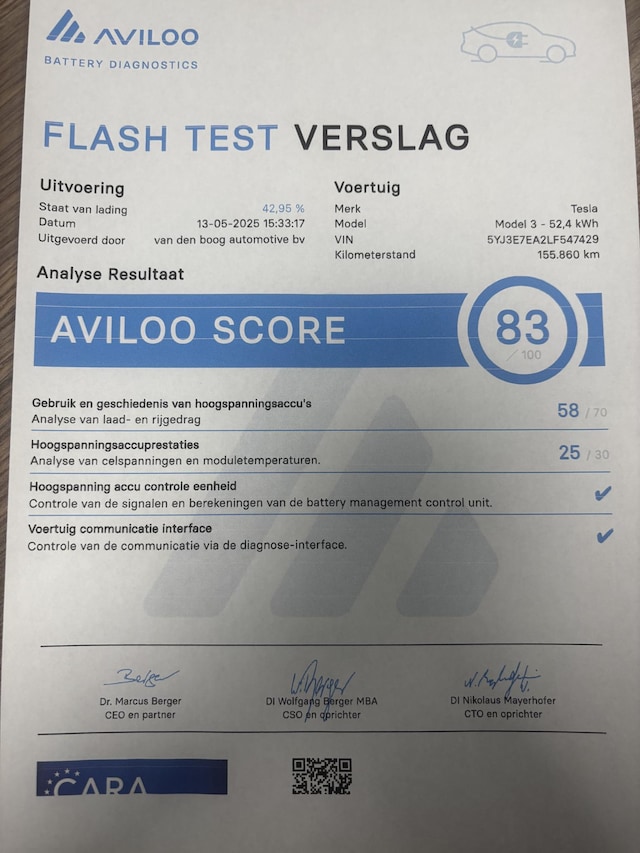 AVILOO
BATTERY DIAGNOSTICS
FLASH TEST VERSLAG
Uitvoering
Staat van lading 42,95 %
Datum 13-05-2025 15:33:17
Uitgevoerd door van den boog automotive bv
Voertuig
Merk Tesla
Model Model 3 - 52,4 kWh
VIN 5YJ3E7EA2LF547429
Kilometerstand 155.860 km
Analyse Resultaat
AVILOO SCORE 83 / 100
Gebruik en geschiedenis van hoogspanningsaccu's
Analyse van laad- en rijgedrag 58 / 70
Hoogspanningsaccuprestaties
Analyse van celspanningen en moduletemperaturen. 25 / 30
Hoogspanning accu controle eenheid
Controle van de signalen en berekeningen van de battery management control unit.
Voertuig communicatie interface
Controle van de communicatie via de diagnose-interface.
Dr. Marcus Berger
CEO en partner
DI Wolfgang Berger MBA
CSO en oprichter
DI Nikolaus Mayerhofer
CTO en oprichter
CARA